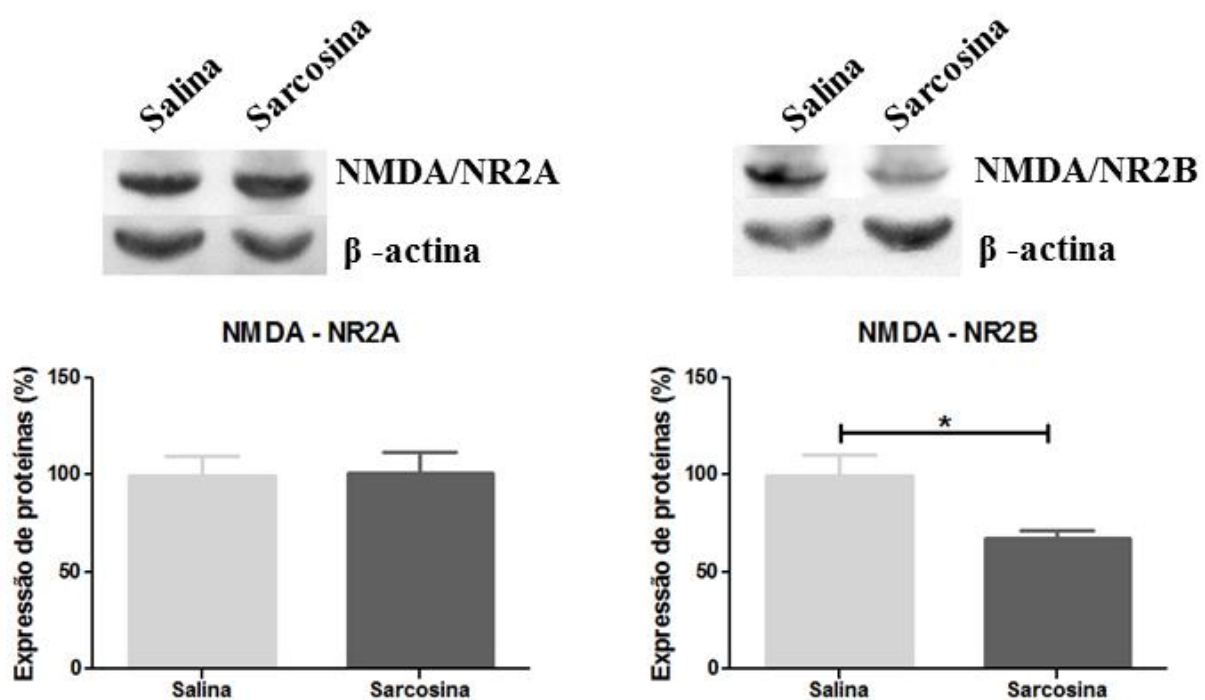 Salina
Sarcosina
NMDA/NR2A
β -actina
NMDA - NR2A
Expressão de proteínas (%)
150
100
50
0
Salina
Sarcosina
Salina
Sarcosina
NMDA/NR2B
β -actina
NMDA - NR2B
Expressão de proteínas (%)
150
100
50
0
*
Salina
Sarcosina